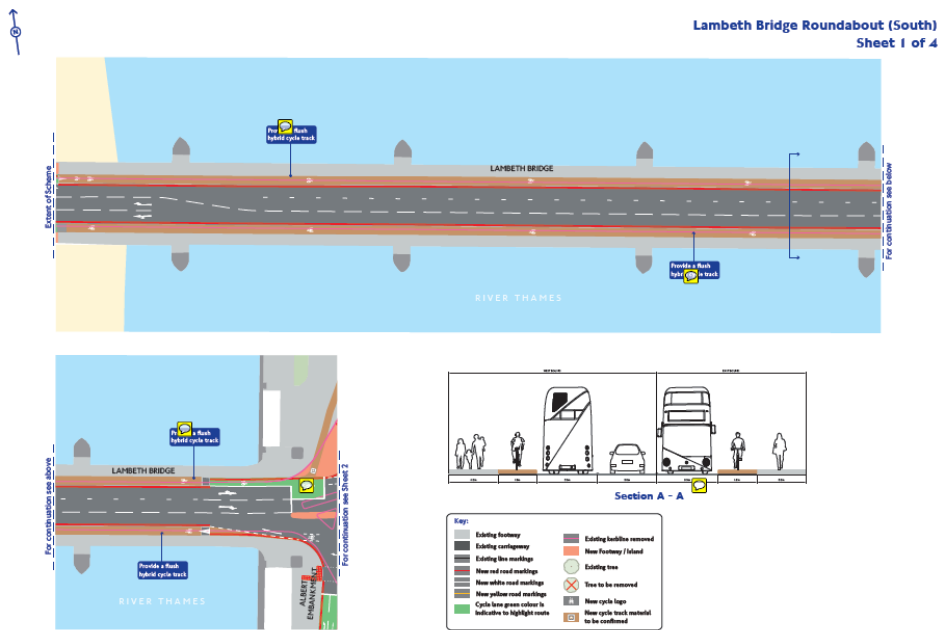 Lambeth Bridge Roundabout (South)
Sheet 1 of 4
N
flush
hybrid cycle track
LAMBETH BRIDGE
Extent of Scheme
For continuation see below
Provide a flush
RIVER THAMES
flush
hybrid cycle track
LAMBETH BRIDGE
For continuation see above
For continuation see Sheet 2
Provide a flush
hybrid cycle track
ALBERT
EMBANKMENT
RIVER THAMES
Section A - A
Key:
Existing footway
Existing carriageway
Existing line markings
New red road markings
New white road markings
New yellow road markings
Cycle lane green colour is
indicative to highlight route
Existing kerbline removed
New Footway / Island
Existing tree
Tree to be removed
New cycle logo
New cycle track material
to be confirmed